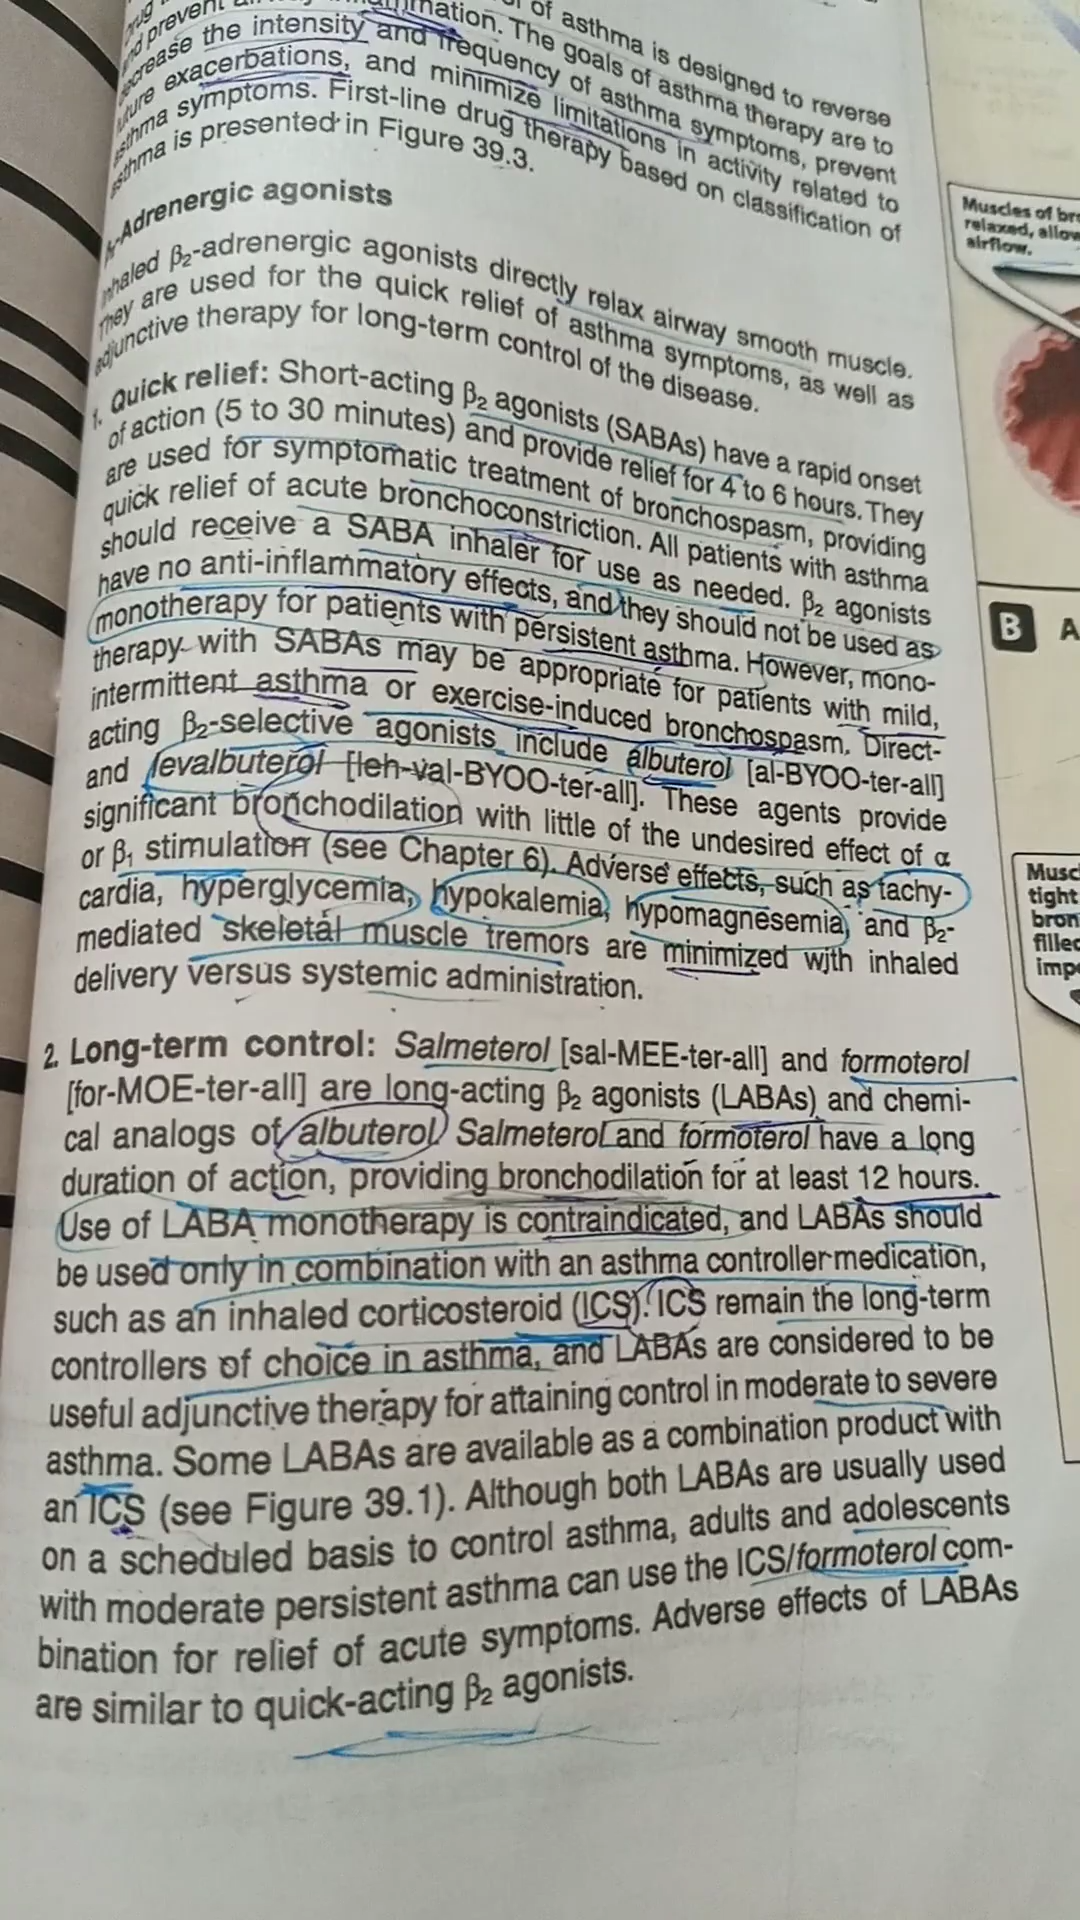 of asthma is designed to reverse
and prevent mation. The goals of asthma therapy are to
decrease the intensity and frequency of asthma symptoms, prevent
future exacerbations, and minimize limitations in activity related to
asthma symptoms. First-line drug therapy based on classification of
asthma is presented in Figure 39.3.
-Adrenergic agonists
Inhaled β2-adrenergic agonists directly relax airway smooth muscle.
They are used for the quick relief of asthma symptoms, as well as
adjunctive therapy for long-term control of the disease.
1. Quick relief: Short-acting β2 agonists (SABAs) have a rapid onset
of action (5 to 30 minutes) and provide relief for 4 to 6 hours. They
are used for symptomatic treatment of bronchospasm, providing
quick relief of acute bronchoconstriction. All patients with asthma
should receive a SABA inhaler for use as needed. β2 agonists
have no anti-inflammatory effects, and they should not be used as
monotherapy for patients with persistent asthma. However, mono-
therapy with SABAs may be appropriate for patients with mild,
intermittent asthma or exercise-induced bronchospasm. Direct-
acting β2-selective agonists include albuterol [al-BYOO-ter-all]
and levalbuterol [leh-val-BYOO-ter-all]. These agents provide
significant bronchodilation with little of the undesired effect of α
or β1 stimulation (see Chapter 6). Adverse effects, such as tachy-
cardia, hyperglycemia, hypokalemia, hypomagnesemia, and β2-
mediated skeletal muscle tremors are minimized with inhaled
delivery versus systemic administration.
2. Long-term control: Salmeterol [sal-MEE-ter-all] and formoterol
[for-MOE-ter-all] are long-acting β2 agonists (LABAs) and chemi-
cal analogs of albuterol. Salmeterol and formoterol have a long
duration of action, providing bronchodilation for at least 12 hours.
Use of LABA monotherapy is contraindicated, and LABAs should
be used only in combination with an asthma controller medication,
such as an inhaled corticosteroid (ICS). ICS remain the long-term
controllers of choice in asthma, and LABAs are considered to be
useful adjunctive therapy for attaining control in moderate to severe
asthma. Some LABAs are available as a combination product with
an ICS (see Figure 39.1). Although both LABAs are usually used
on a scheduled basis to control asthma, adults and adolescents
with moderate persistent asthma can use the ICS/formoterol com-
bination for relief of acute symptoms. Adverse effects of LABAs
are similar to quick-acting β2 agonists.
Muscles of bro
relaxed, allow
airflow.
B A
Musc
tight
bron
filled
impe